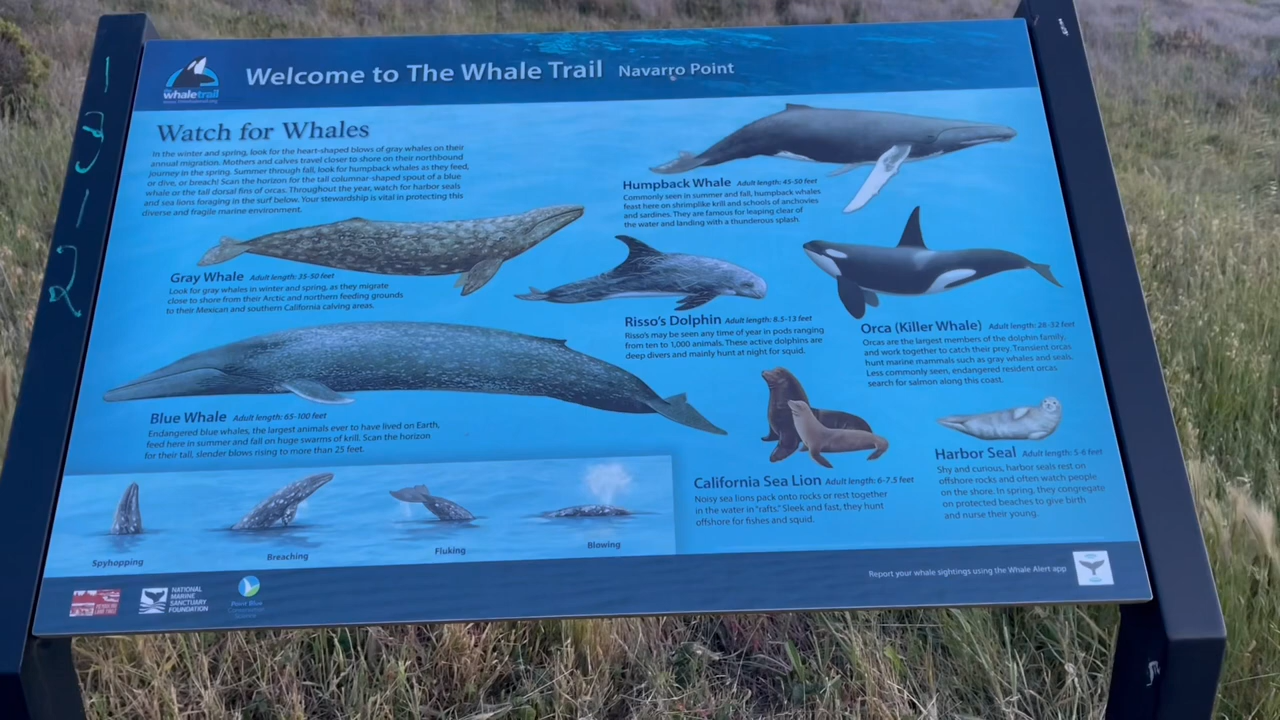 Welcome to The Whale Trail Navarro Point
whaletrail
Watch for Whales
In the winter and spring, look for the heart-shaped blows of gray whales on their
annual migration. Mothers and calves travel closer to shore on their northbound
journey in the spring. Summer through fall, look for humpback whales as they feed,
or dive, or breach! Scan the horizon for the tall columnar-shaped spout of a blue
whale or the tall dorsal fins of orcas. Throughout the year, watch for harbor seals
and sea lions foraging in the surf below. Your stewardship is vital in protecting this
diverse and fragile marine environment.
Humpback Whale Adult length: 45-50 feet
Commonly seen in summer and fall, humpback whales
feast here on shrimplike krill and schools of anchovies
and sardines. They are famous for leaping clear of
the water and landing with a thunderous splash.
Gray Whale Adult length: 35-50 feet
Look for gray whales in winter and spring, as they migrate
close to shore from their Arctic and northern feeding grounds
to their Mexican and southern California calving areas.
Risso's Dolphin Adult length: 8.5-13 feet
Risso's may be seen any time of year in pods ranging
from ten to 1,000 animals. These active dolphins are
deep divers and mainly hunt at night for squid.
Orca (Killer Whale) Adult length: 26-32 feet
Orcas are the largest members of the dolphin family,
and work together to catch their prey. Transient orcas
hunt marine mammals such as gray whales and seals.
Less commonly seen, endangered resident orcas
search for salmon along this coast.
Blue Whale Adult length: 65-100 feet
Endangered blue whales, the largest animals ever to have lived on Earth,
feed here in summer and fall on huge swarms of krill. Scan the horizon
for their tall, slender blows rising to more than 25 feet.
California Sea Lion Adult length: 6-7.5 feet
Noisy sea lions pack onto rocks or rest together
in the water in "rafts." Sleek and fast, they hunt
offshore for fishes and squid.
Harbor Seal Adult length: 5-6 feet
Shy and curious, harbor seals rest on
offshore rocks and often watch people
on the shore. In spring, they congregate
on protected beaches to give birth
and nurse their young.
Spyhopping
Breaching
Fluking
Blowing
NATIONAL
MARINE
SANCTUARY
FOUNDATION
Point Blue
Conservation
Science
Report your whale sightings using the Whale Alert app